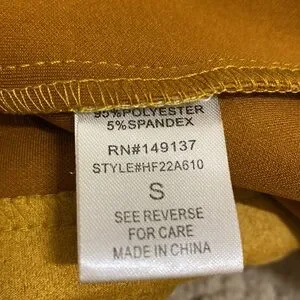 95% POLYESTER
5% SPANDEX
RN#149137
STYLE#HF22A610
S
SEE REVERSE
FOR CARE
MADE IN CHINA